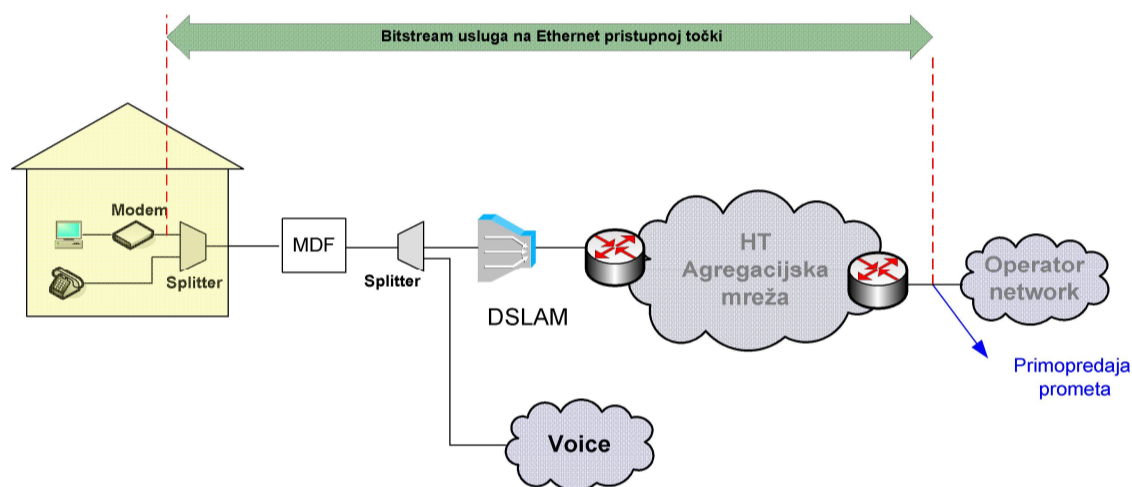 Bitstream usluga na Ethernet pristupnoj točki
Modem
Splitter
MDF
Splitter
DSLAM
HT
Agregacijska
mreža
Operator
network
Primopredaja
prometa
Voice